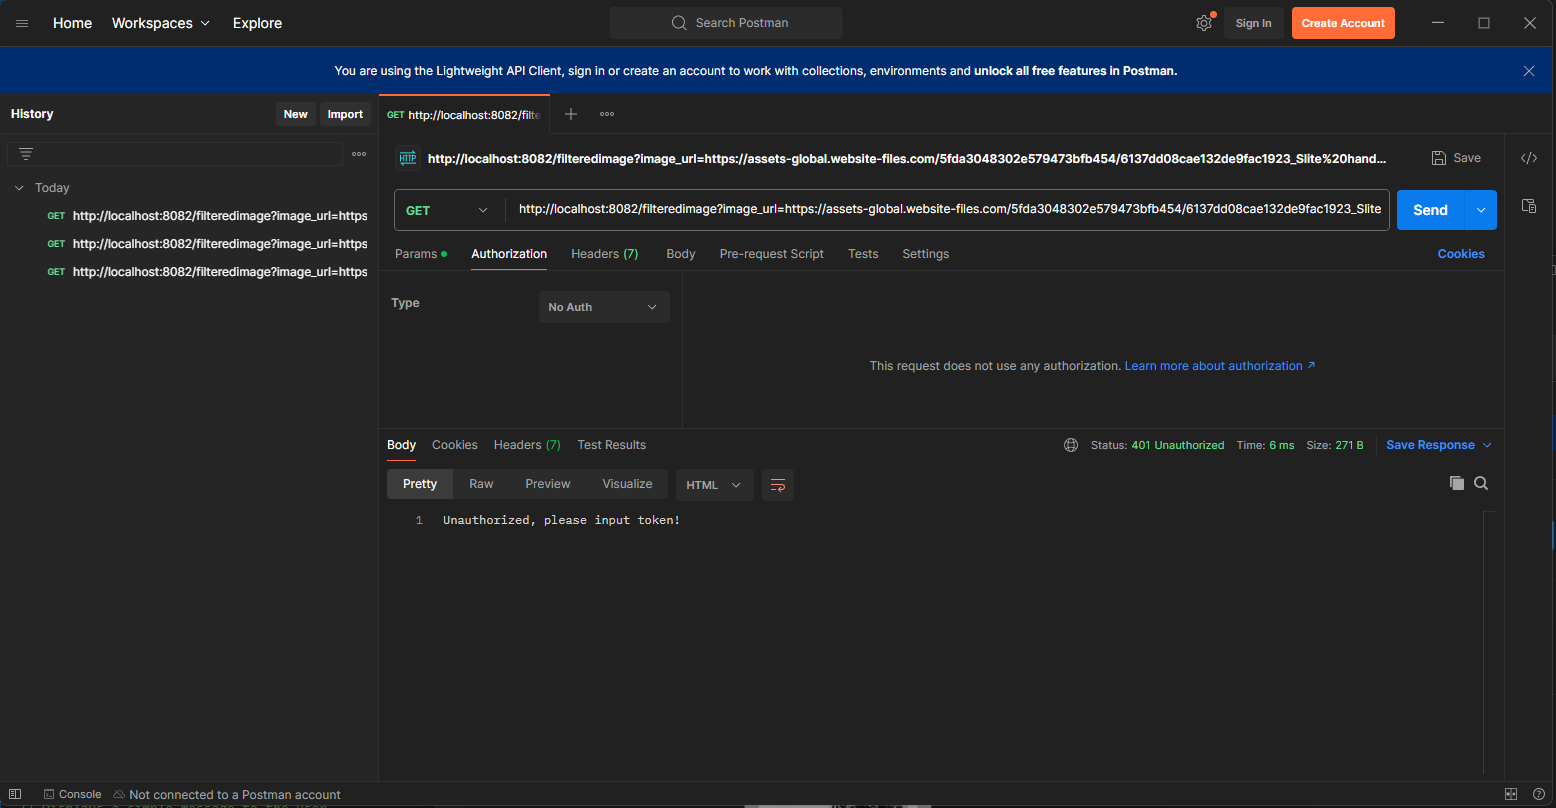 Home Workspaces Explore Search Postman Sign In Create Account
You are using the Lightweight API Client, sign in or create an account to work with collections, environments and unlock all free features in Postman.
History New Import
GET http://localhost:8082/filte
HTTP http://localhost:8082/filteredimage?image_url=https://assets-global.website-files.com/5fda3048302e579473bfb454/6137dd08cae132de9fac1923_Slite%20hand... Save
Today
GET http://localhost:8082/filteredimage?image_url=https
GET http://localhost:8082/filteredimage?image_url=https
GET http://localhost:8082/filteredimage?image_url=https
GET http://localhost:8082/filteredimage?image_url=https://assets-global.website-files.com/5fda3048302e579473bfb454/6137dd08cae132de9fac1923_Slite Send
Params Authorization Headers (7) Body Pre-request Script Tests Settings Cookies
Type No Auth
This request does not use any authorization. Learn more about authorization ↗
Body Cookies Headers (7) Test Results Status: 401 Unauthorized Time: 6 ms Size: 271 B Save Response
Pretty Raw Preview Visualize HTML
1 Unauthorized, please input token!
Console Not connected to a Postman account